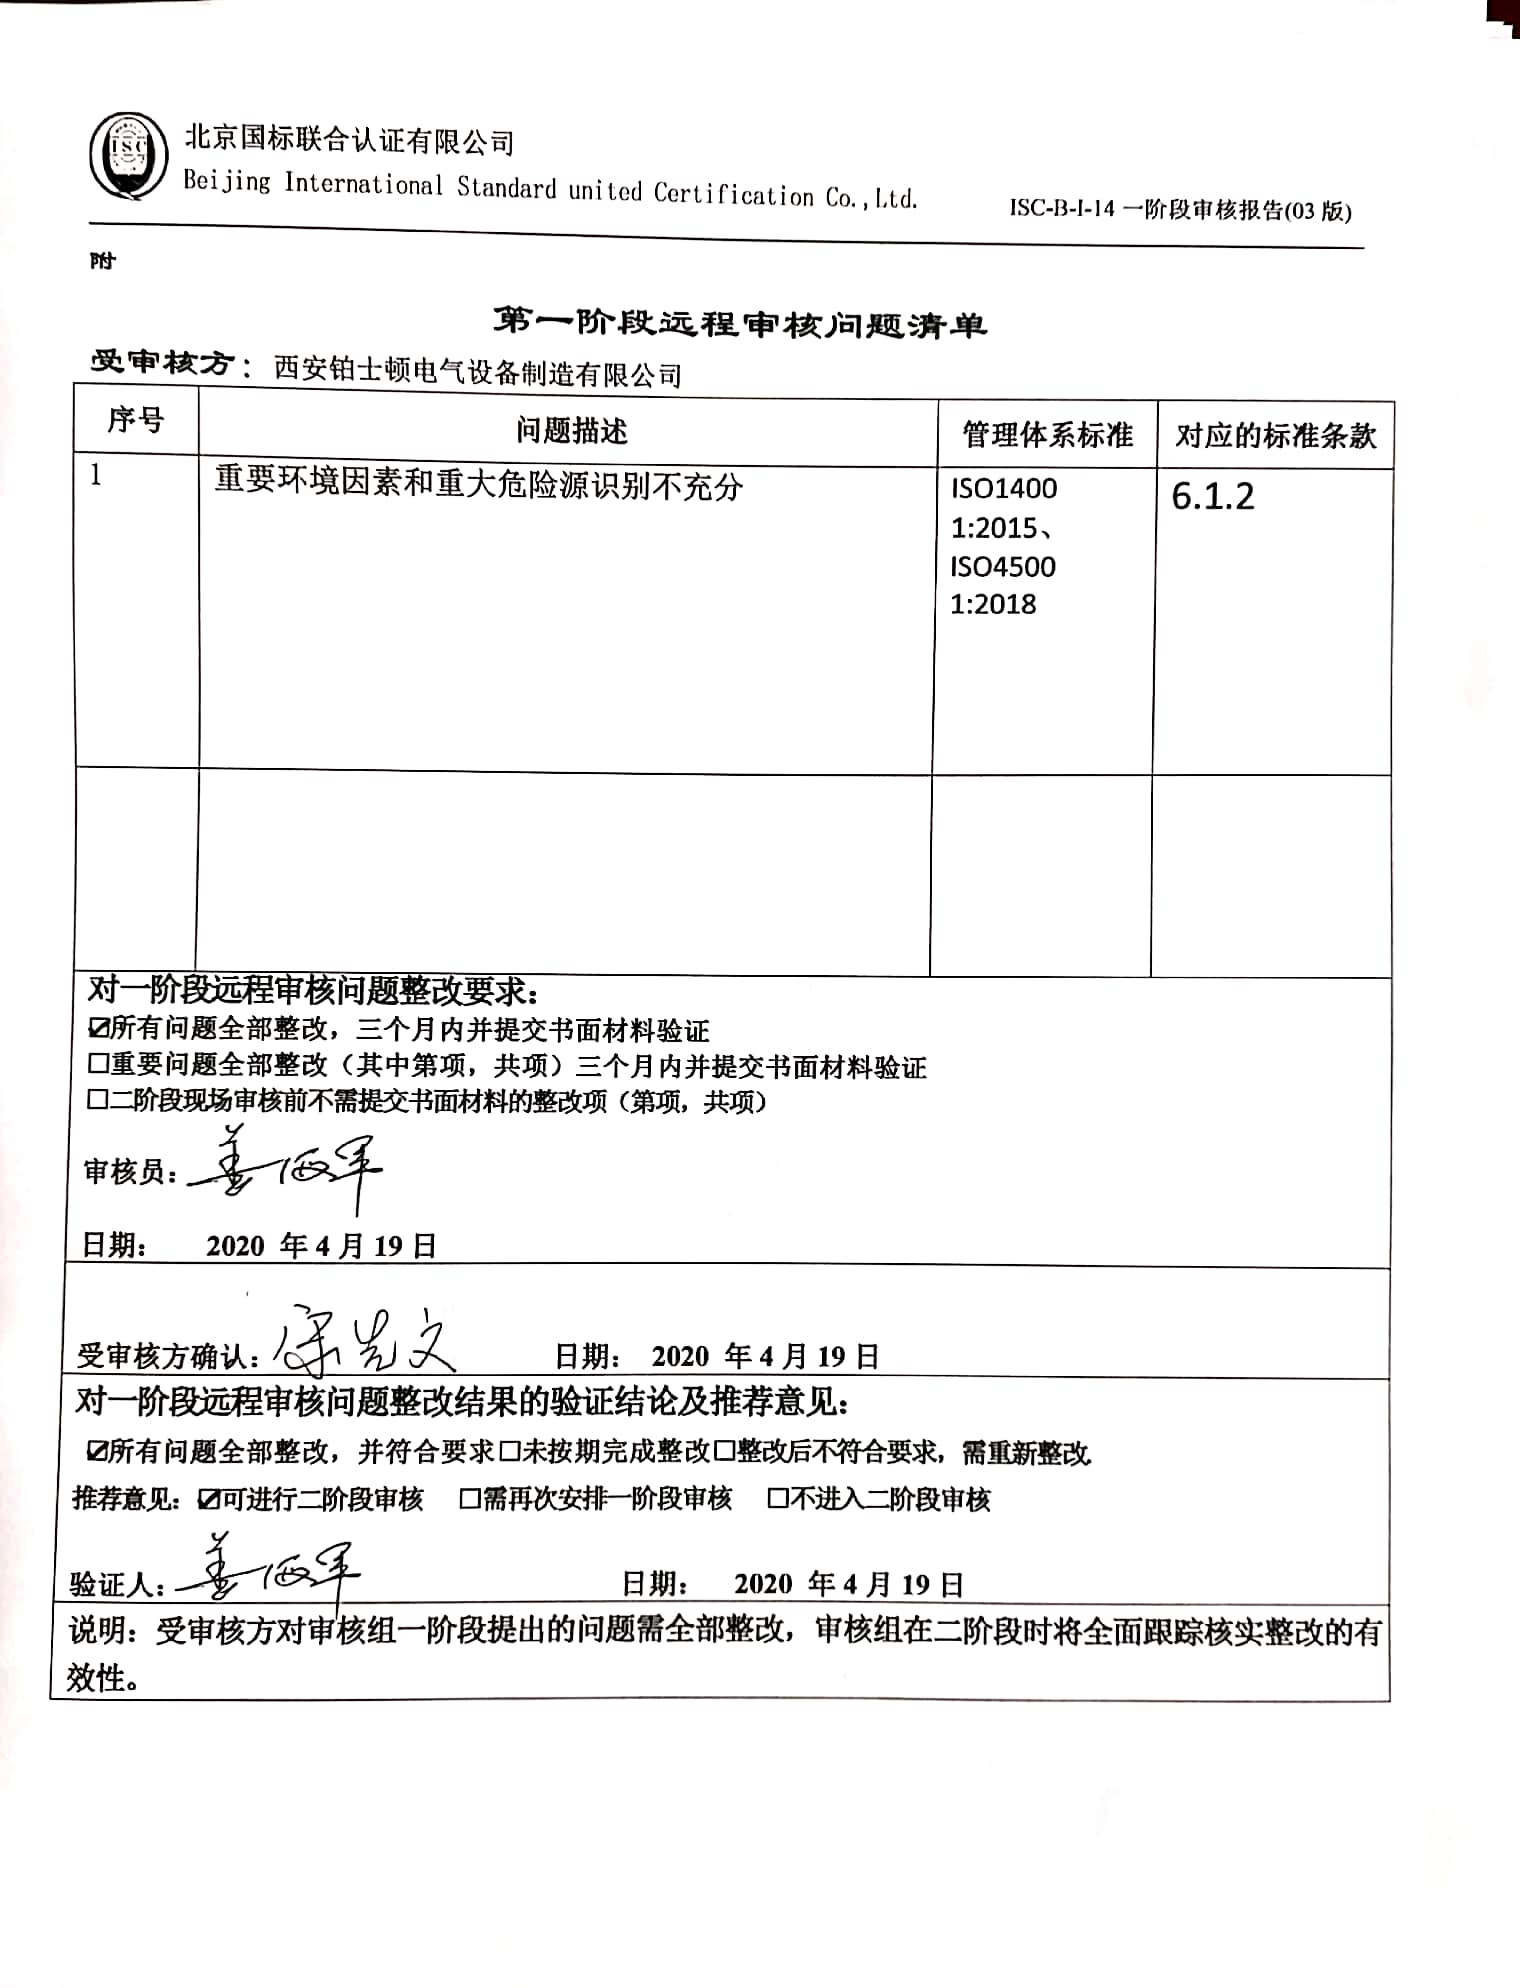 ISC
北京国标联合认证有限公司
Beijing International Standard united Certification Co.,Ltd.
ISC-B-I-14 一阶段审核报告(03 版)
附
第一阶段远程审核问题清单
受审核方：西安铂士顿电气设备制造有限公司
序号 问题描述 管理体系标准 对应的标准条款
1 重要环境因素和重大危险源识别不充分 ISO1400 6.1.2
1:2015、
ISO4500
1:2018
对一阶段远程审核问题整改要求：
☑所有问题全部整改，三个月内并提交书面材料验证
□重要问题全部整改（其中第项，共项）三个月内并提交书面材料验证
□二阶段现场审核前不需提交书面材料的整改项（第项，共项）
审核员：姜海军
日期： 2020 年 4 月 19 日
受审核方确认：宋先文 日期： 2020 年 4 月 19 日
对一阶段远程审核问题整改结果的验证结论及推荐意见：
☑所有问题全部整改，并符合要求□未按期完成整改□整改后不符合要求，需重新整改
推荐意见：☑可进行二阶段审核 □需再次安排一阶段审核 □不进入二阶段审核
验证人：姜海军 日期： 2020 年 4 月 19 日
说明：受审核方对审核组一阶段提出的问题需全部整改，审核组在二阶段时将全面跟踪核实整改的有
效性。